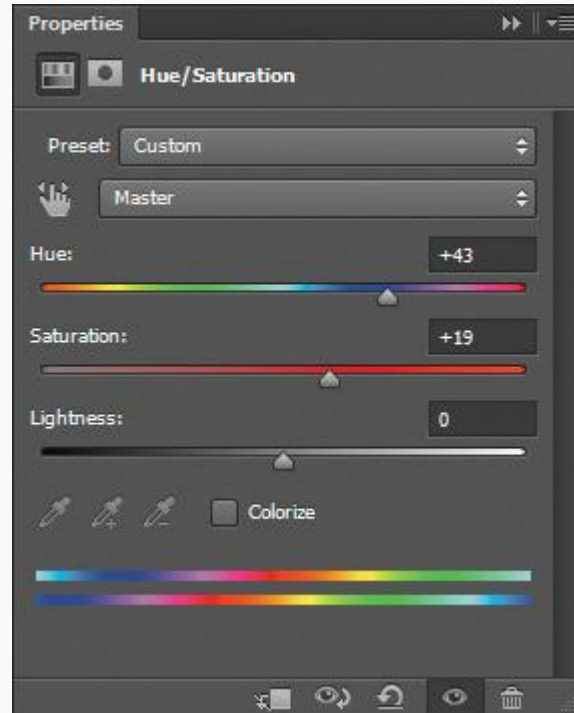 Properties
Hue/Saturation
Preset: Custom
Master
Hue: +43
Saturation: +19
Lightness: 0
Colorize